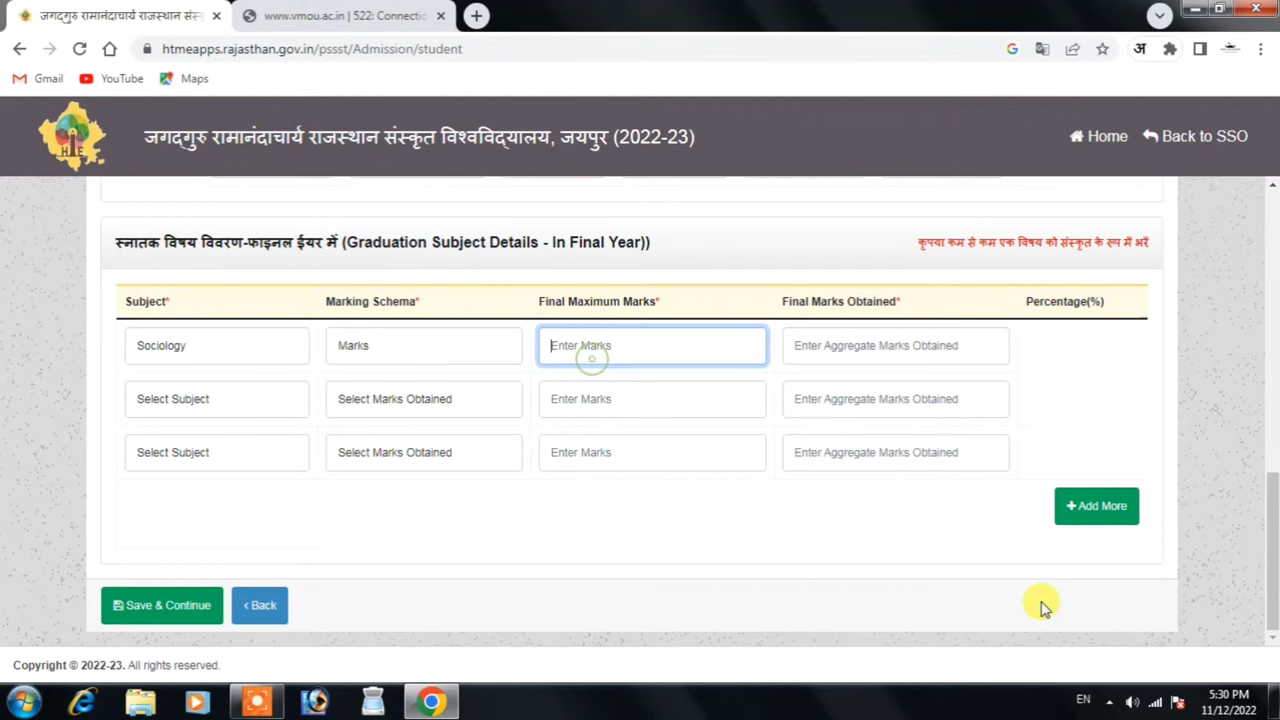 जगद्गुरु रामानंदाचार्य राजस्थान संस्
www.vmou.ac.in | 522: Connectio
htmeapps.rajasthan.gov.in/pssst/Admission/student
अ
Gmail
YouTube
Maps
जगद्गुरु रामानंदाचार्य राजस्थान संस्कृत विश्वविद्यालय, जयपुर (2022-23)
Home
Back to SSO
स्नातक विषय विवरण-फाइनल ईयर में (Graduation Subject Details - In Final Year))
कृपया कम से कम एक विषय को संस्कृत के रूप में भरें
Subject* Marking Schema* Final Maximum Marks* Final Marks Obtained* Percentage(%)
Sociology Marks Enter Marks Enter Aggregate Marks Obtained
Select Subject Select Marks Obtained Enter Marks Enter Aggregate Marks Obtained
Select Subject Select Marks Obtained Enter Marks Enter Aggregate Marks Obtained
+ Add More
Save & Continue
‹ Back
Copyright © 2022-23. All rights reserved.
EN
5:30 PM
11/12/2022